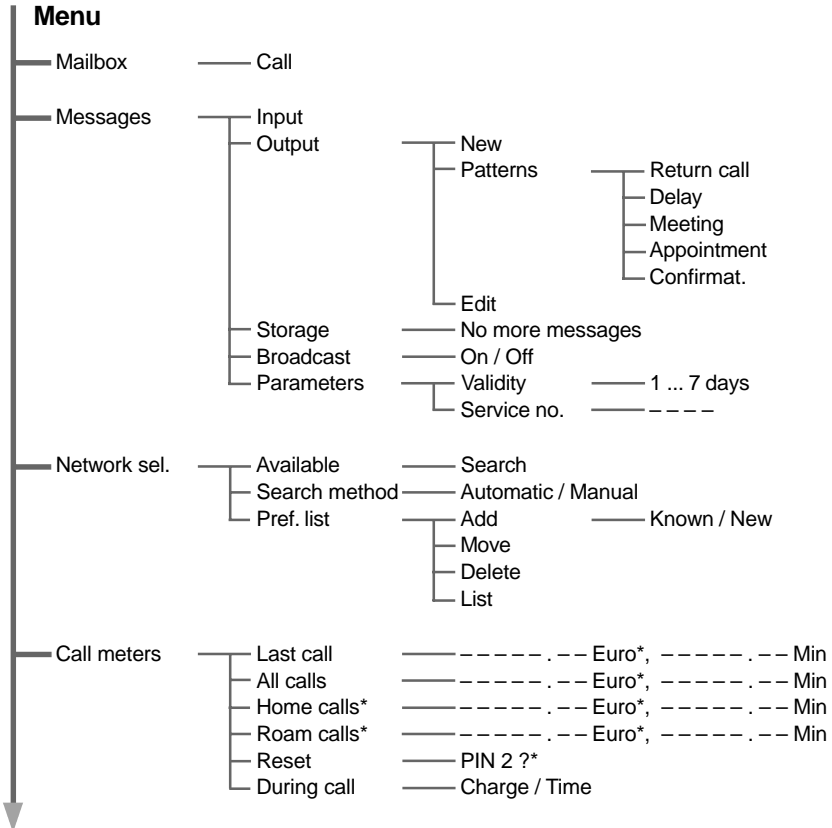 Menu
Mailbox Call
Messages Input
Output New
Patterns Return call
Delay
Meeting
Appointment
Confirmat.
Edit
Storage No more messages
Broadcast On / Off
Parameters Validity 1 ... 7 days
Service no. – – – –
Network sel. Available Search
Search method Automatic / Manual
Pref. list Add Known / New
Move
Delete
List
Call meters Last call – – – – – . – – Euro*, – – – – – . – – Min
All calls – – – – – . – – Euro*, – – – – – . – – Min
Home calls* – – – – – . – – Euro*, – – – – – . – – Min
Roam calls* – – – – – . – – Euro*, – – – – – . – – Min
Reset PIN 2 ?*
During call Charge / Time